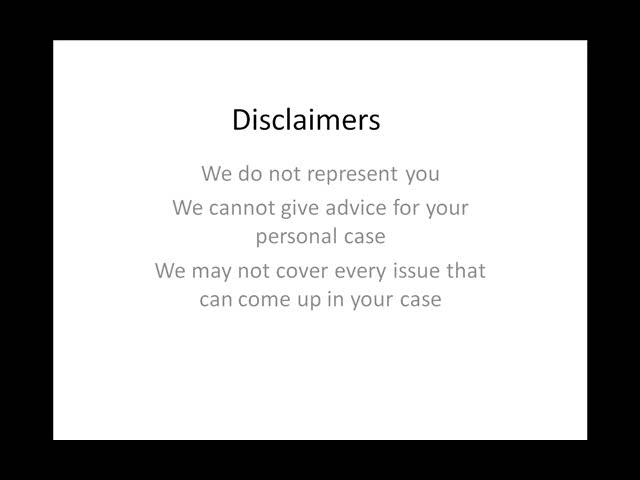 Disclaimers
We do not represent you
We cannot give advice for your
personal case
We may not cover every issue that
can come up in your case